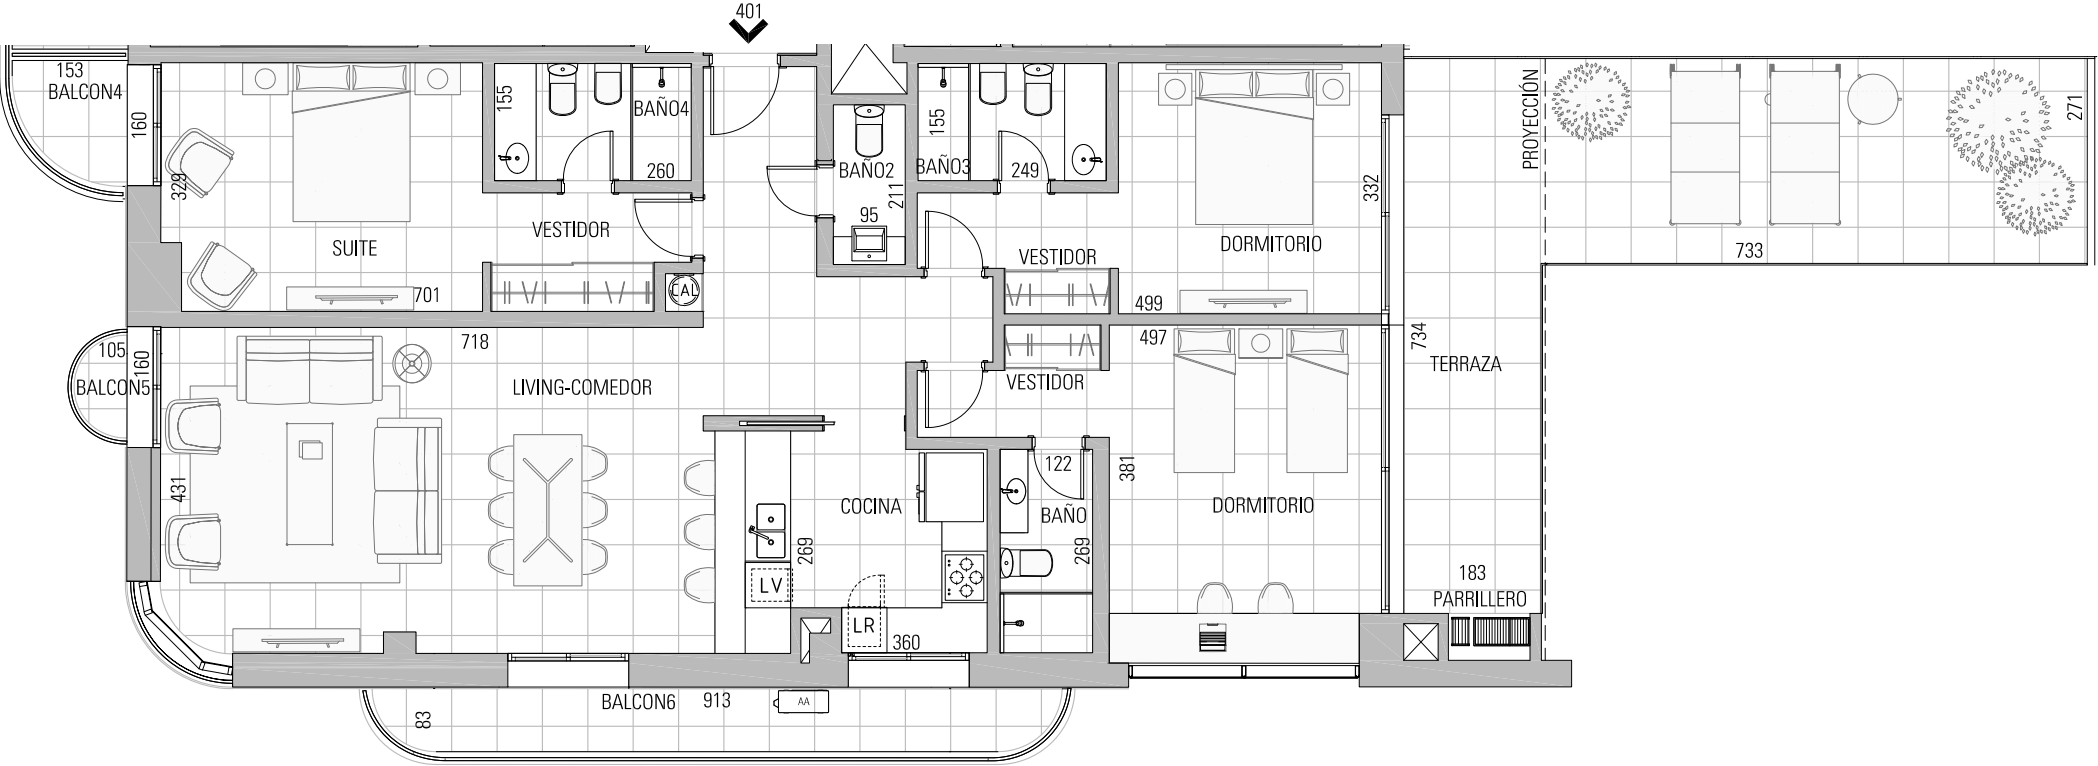 401
153
BALCON4
160
329
SUITE
701
155
BAÑO4
260
VESTIDOR
CAL
BAÑO2
211
95
155
BAÑO3
249
VESTIDOR
499
DORMITORIO
332
PROYECCIÓN
271
733
734
TERRAZA
105
160
BALCON5
718
LIVING-COMEDOR
431
497
VESTIDOR
381
DORMITORIO
122
BAÑO
269
COCINA
269
LV
LR
360
183
PARRILLERO
BALCON6
913
AA
83